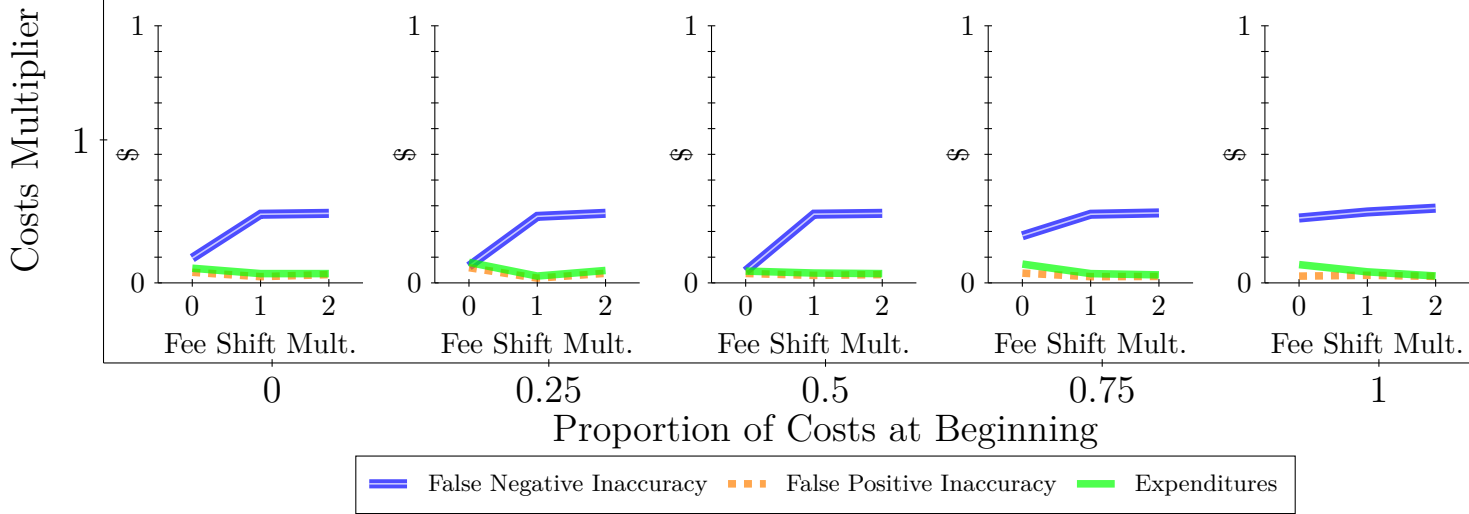 Costs Multiplier
1
1 1 1 1 1
$ $ $ $ $
0 0 0 0 0
0 1 2 0 1 2 0 1 2 0 1 2 0 1 2
Fee Shift Mult. Fee Shift Mult. Fee Shift Mult. Fee Shift Mult. Fee Shift Mult.
0 0.25 0.5 0.75 1
Proportion of Costs at Beginning
False Negative Inaccuracy False Positive Inaccuracy Expenditures